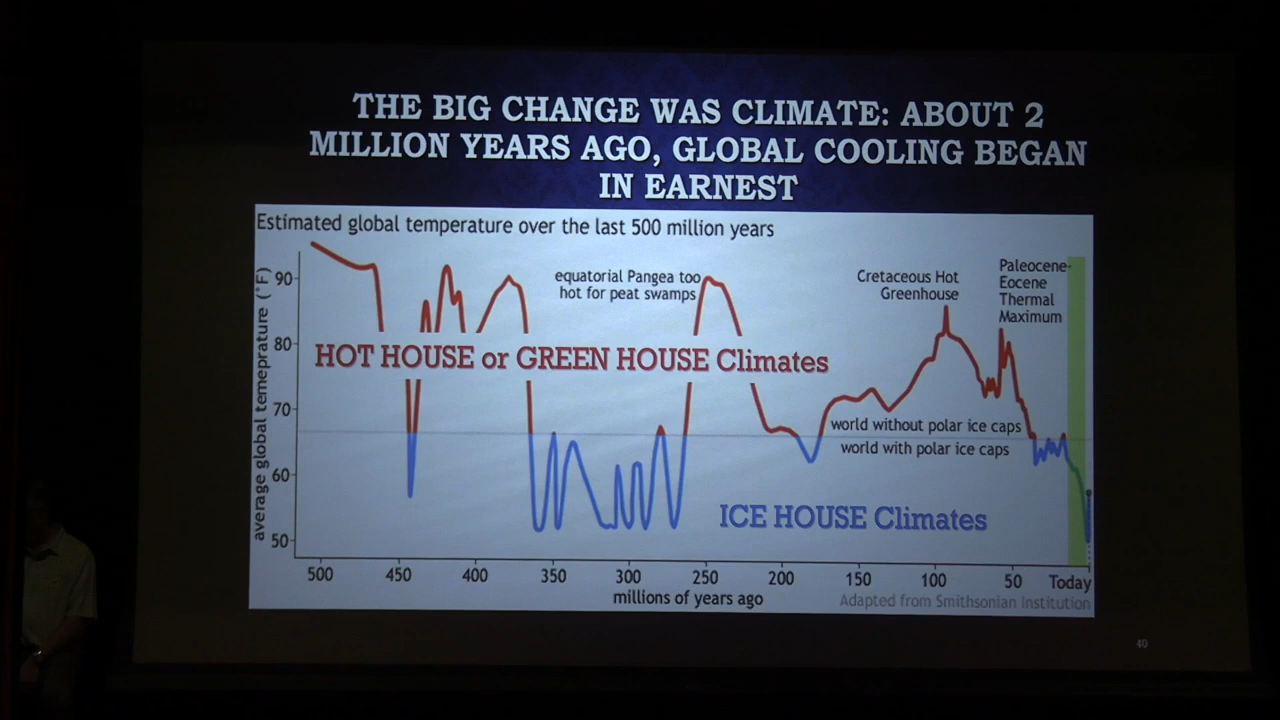 THE BIG CHANGE WAS CLIMATE: ABOUT 2
MILLION YEARS AGO, GLOBAL COOLING BEGAN
IN EARNEST
Estimated global temperature over the last 500 million years
average global temeprature (°F)
90
80
70
60
50
equatorial Pangea too
hot for peat swamps
Cretaceous Hot
Greenhouse
Paleocene-
Eocene
Thermal
Maximum
HOT HOUSE or GREEN HOUSE Climates
world without polar ice caps
world with polar ice caps
ICE HOUSE Climates
500 450 400 350 300 250 200 150 100 50 Today
millions of years ago
Adapted from Smithsonian Institution
40